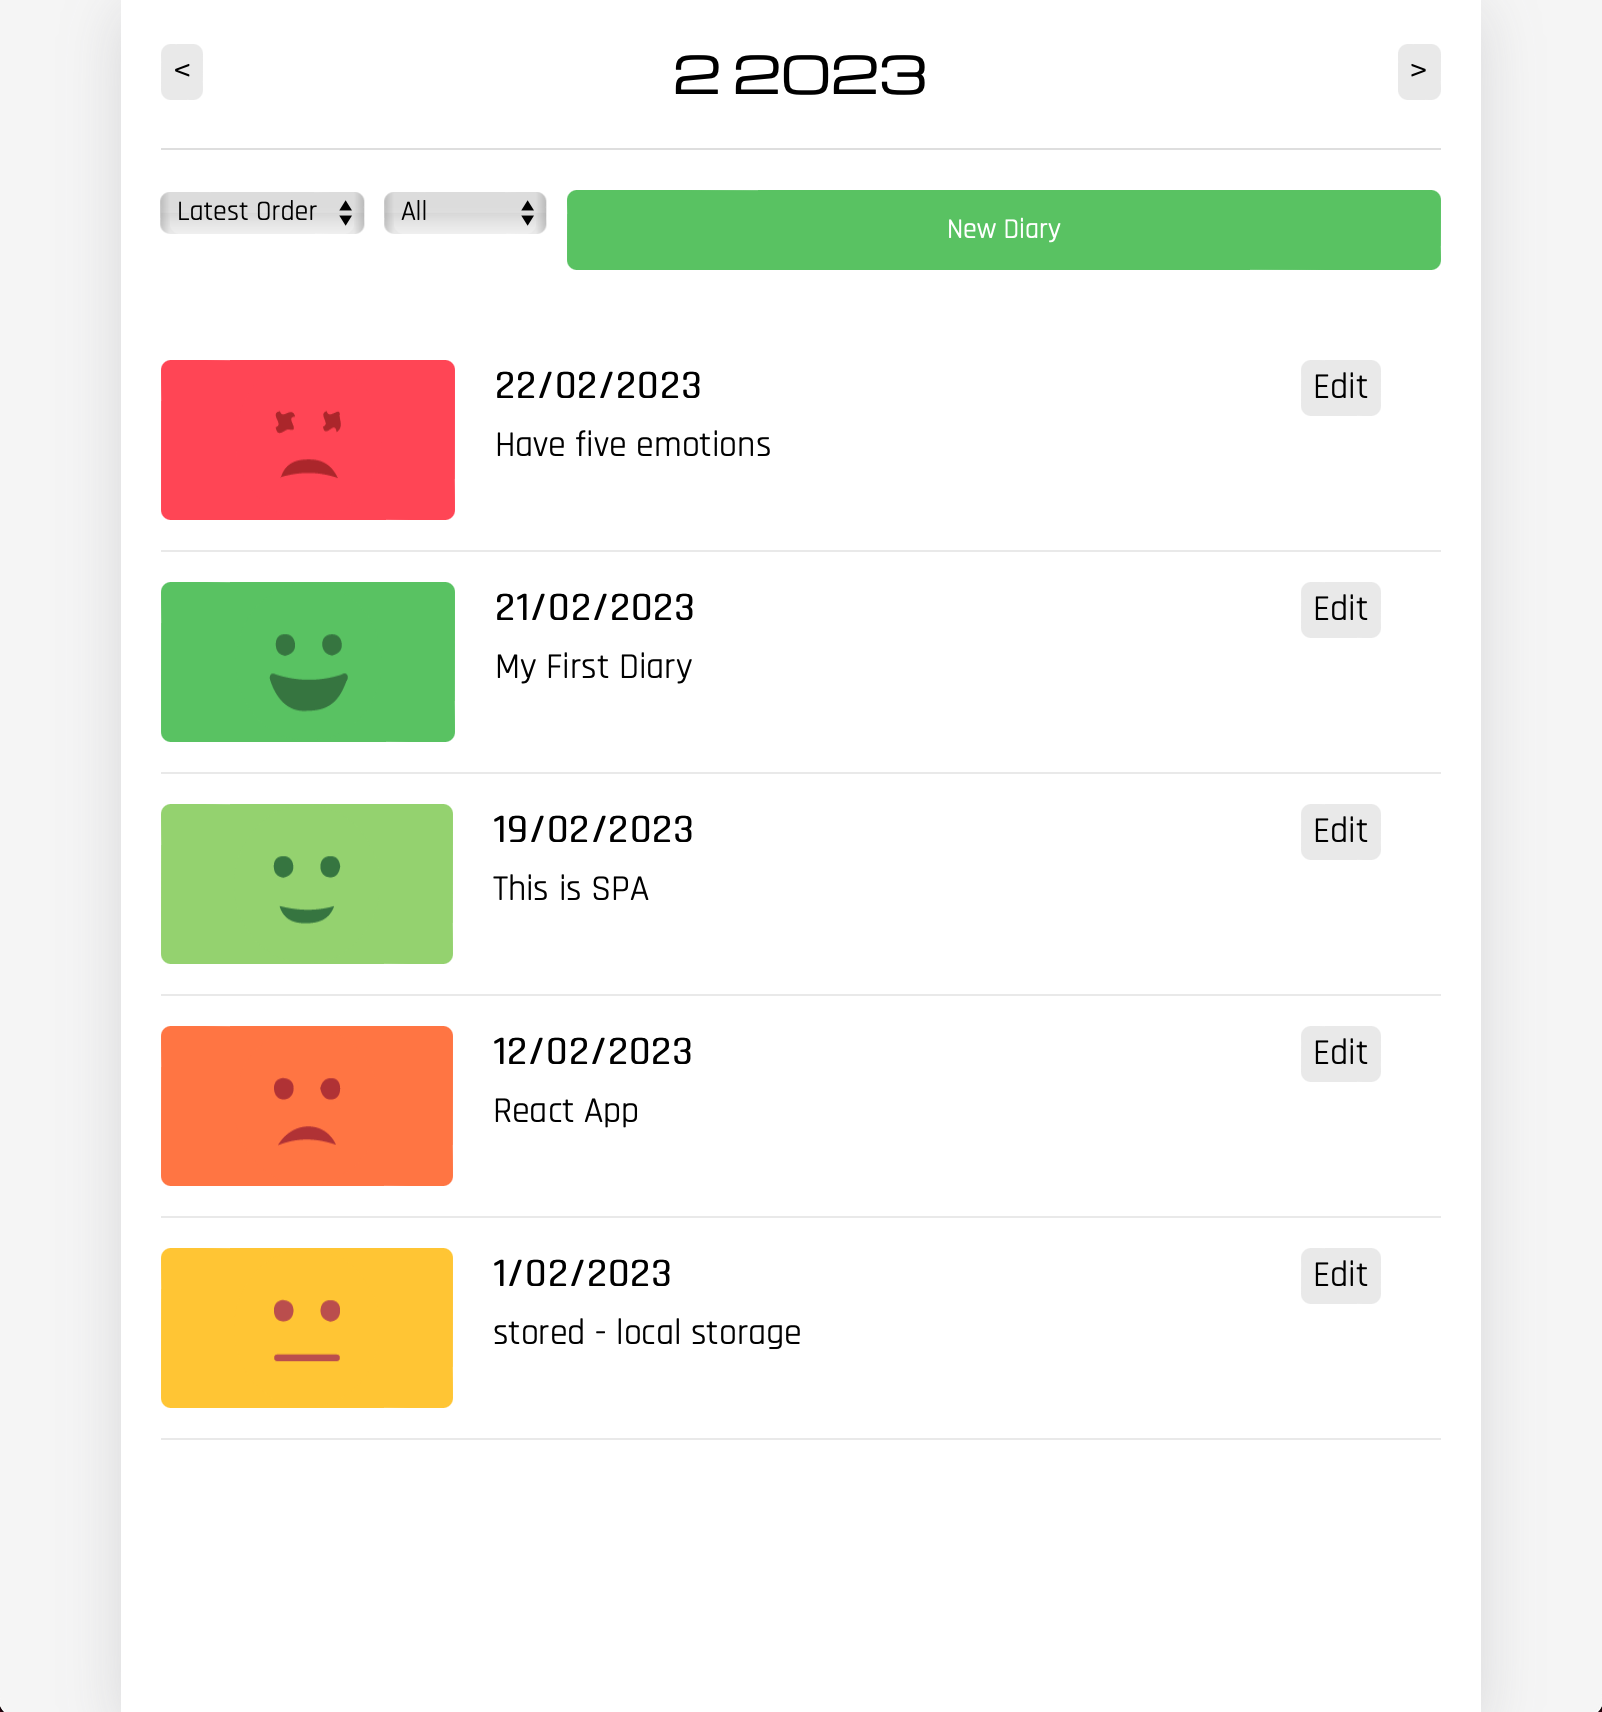 <
2 2023
>
Latest Order
All
New Diary
22/02/2023
Edit
Have five emotions
21/02/2023
Edit
My First Diary
19/02/2023
Edit
This is SPA
12/02/2023
Edit
React App
1/02/2023
Edit
stored - local storage